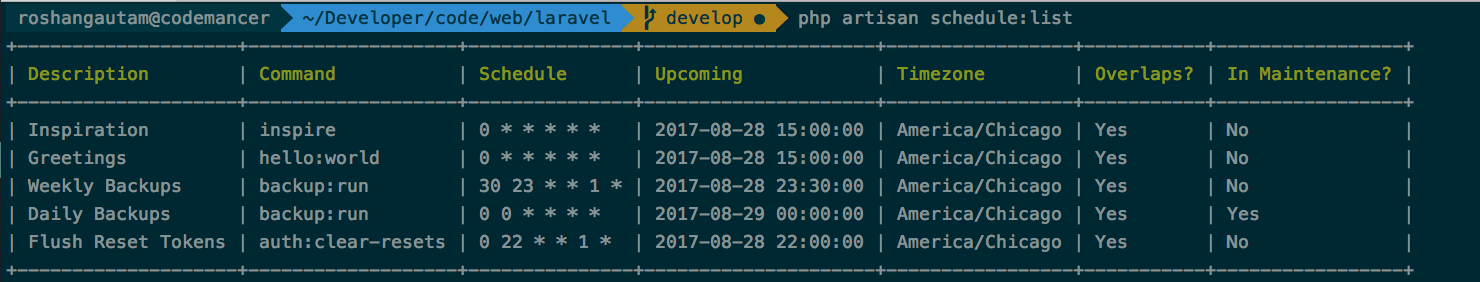 roshangautam@codemancer ~/Developer/code/web/laravel develop ● php artisan schedule:list
+--------------------+-------------------+---------------+---------------------+-----------------+-----------+-----------------+
| Description | Command | Schedule | Upcoming | Timezone | Overlaps? | In Maintenance? |
+--------------------+-------------------+---------------+---------------------+-----------------+-----------+-----------------+
| Inspiration | inspire | 0 * * * * * | 2017-08-28 15:00:00 | America/Chicago | Yes | No |
| Greetings | hello:world | 0 * * * * * | 2017-08-28 15:00:00 | America/Chicago | Yes | No |
| Weekly Backups | backup:run | 30 23 * * 1 * | 2017-08-28 23:30:00 | America/Chicago | Yes | No |
| Daily Backups | backup:run | 0 0 * * * * | 2017-08-29 00:00:00 | America/Chicago | Yes | Yes |
| Flush Reset Tokens | auth:clear-resets | 0 22 * * 1 * | 2017-08-28 22:00:00 | America/Chicago | Yes | No |
+--------------------+-------------------+---------------+---------------------+-----------------+-----------+-----------------+